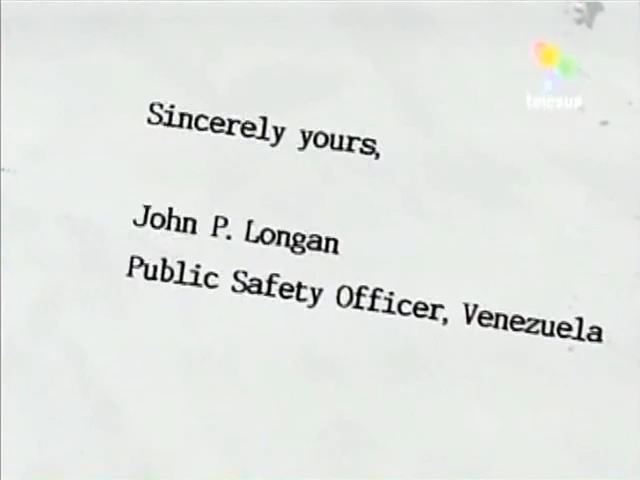 telesur
Sincerely yours,
John P. Longan
Public Safety Officer, Venezuela